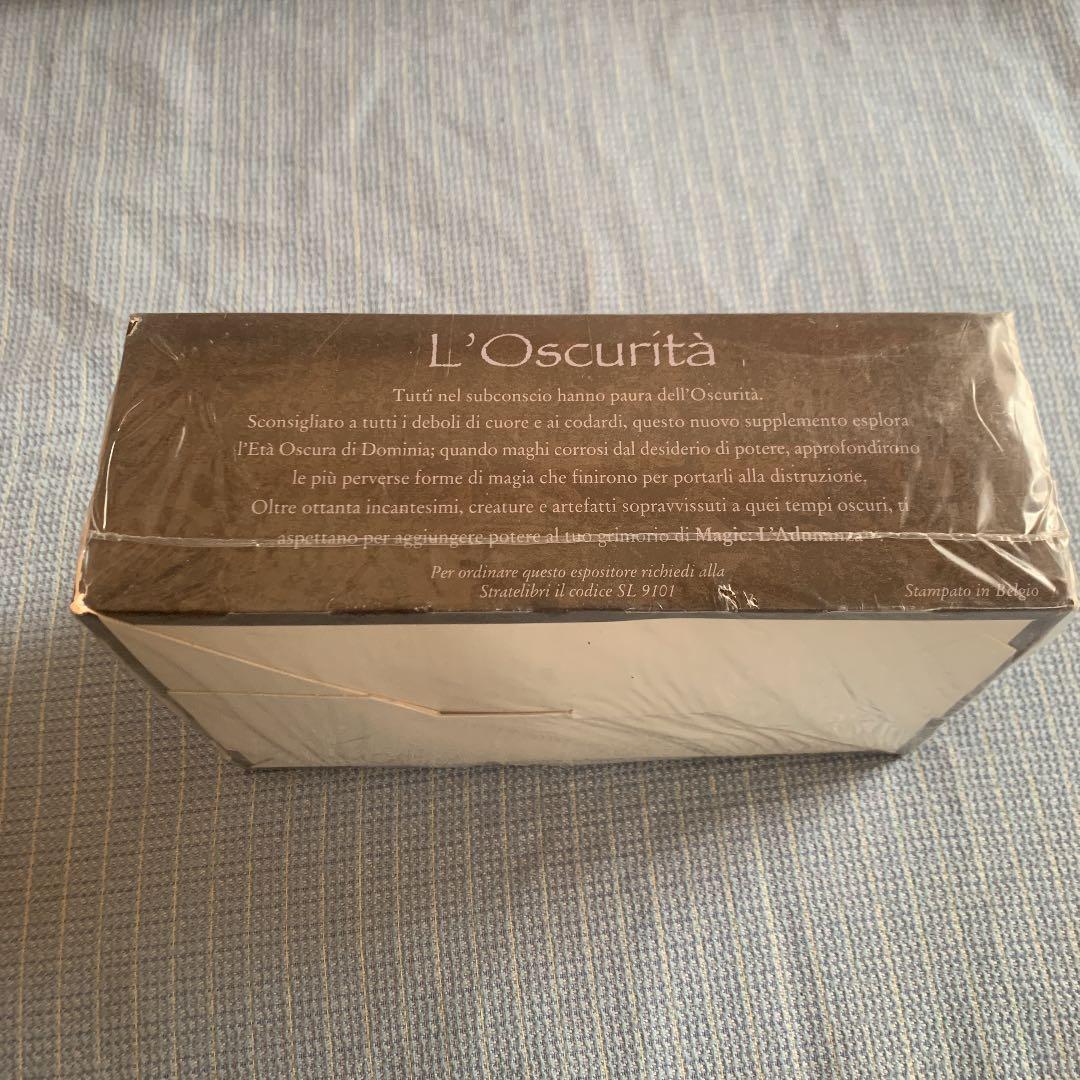 L'Oscurità
Tutti nel subconscio hanno paura dell'Oscurità.
Sconsigliato a tutti i deboli di cuore e ai codardi, questo nuovo supplemento esplora
l'Età Oscura di Dominia; quando maghi corrosi dal desiderio di potere, approfondirono
le più perverse forme di magia che finirono per portarli alla distruzione.
Oltre ottanta incantesimi, creature e artefatti sopravvissuti a quei tempi oscuri, ti
aspettano per aggiungere potere al tuo grimorio di Magic: L'Adunanza
Per ordinare questo espositore richiedi alla
Stratelibri il codice SL 9101
Stampato in Belgio